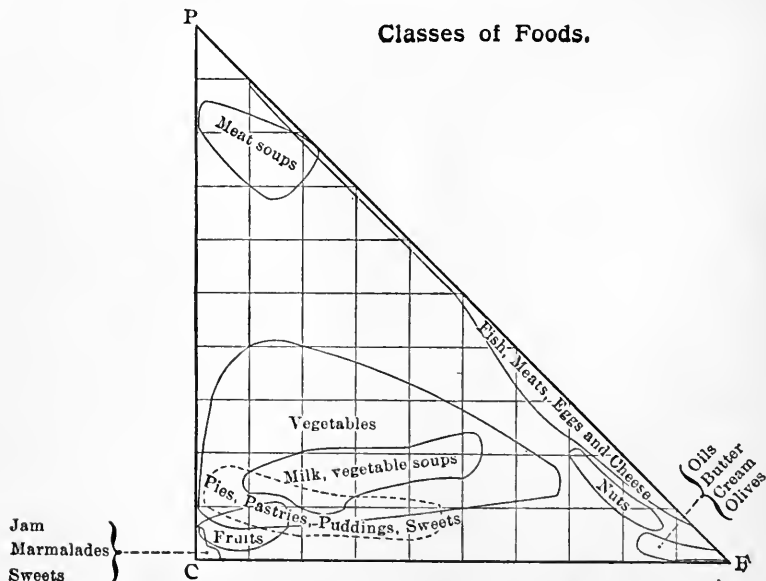 P
Classes of Foods.
Meat soups
Fish, Meats, Eggs and Cheese
Vegetables
Milk, vegetable soups
Nuts
Oils
Butter
Cream
Olives
Pies, Pastries, Puddings, Sweets
Fruits
Jam
Marmalades
Sweets
C